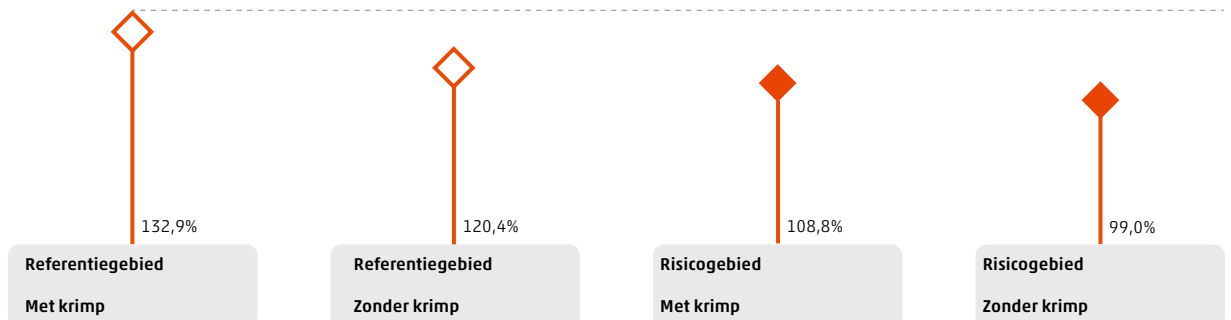 132,9%
120,4%
108,8%
99,0%
Referentiegebied
Met krimp
Referentiegebied
Zonder krimp
Risicogebied
Met krimp
Risicogebied
Zonder krimp